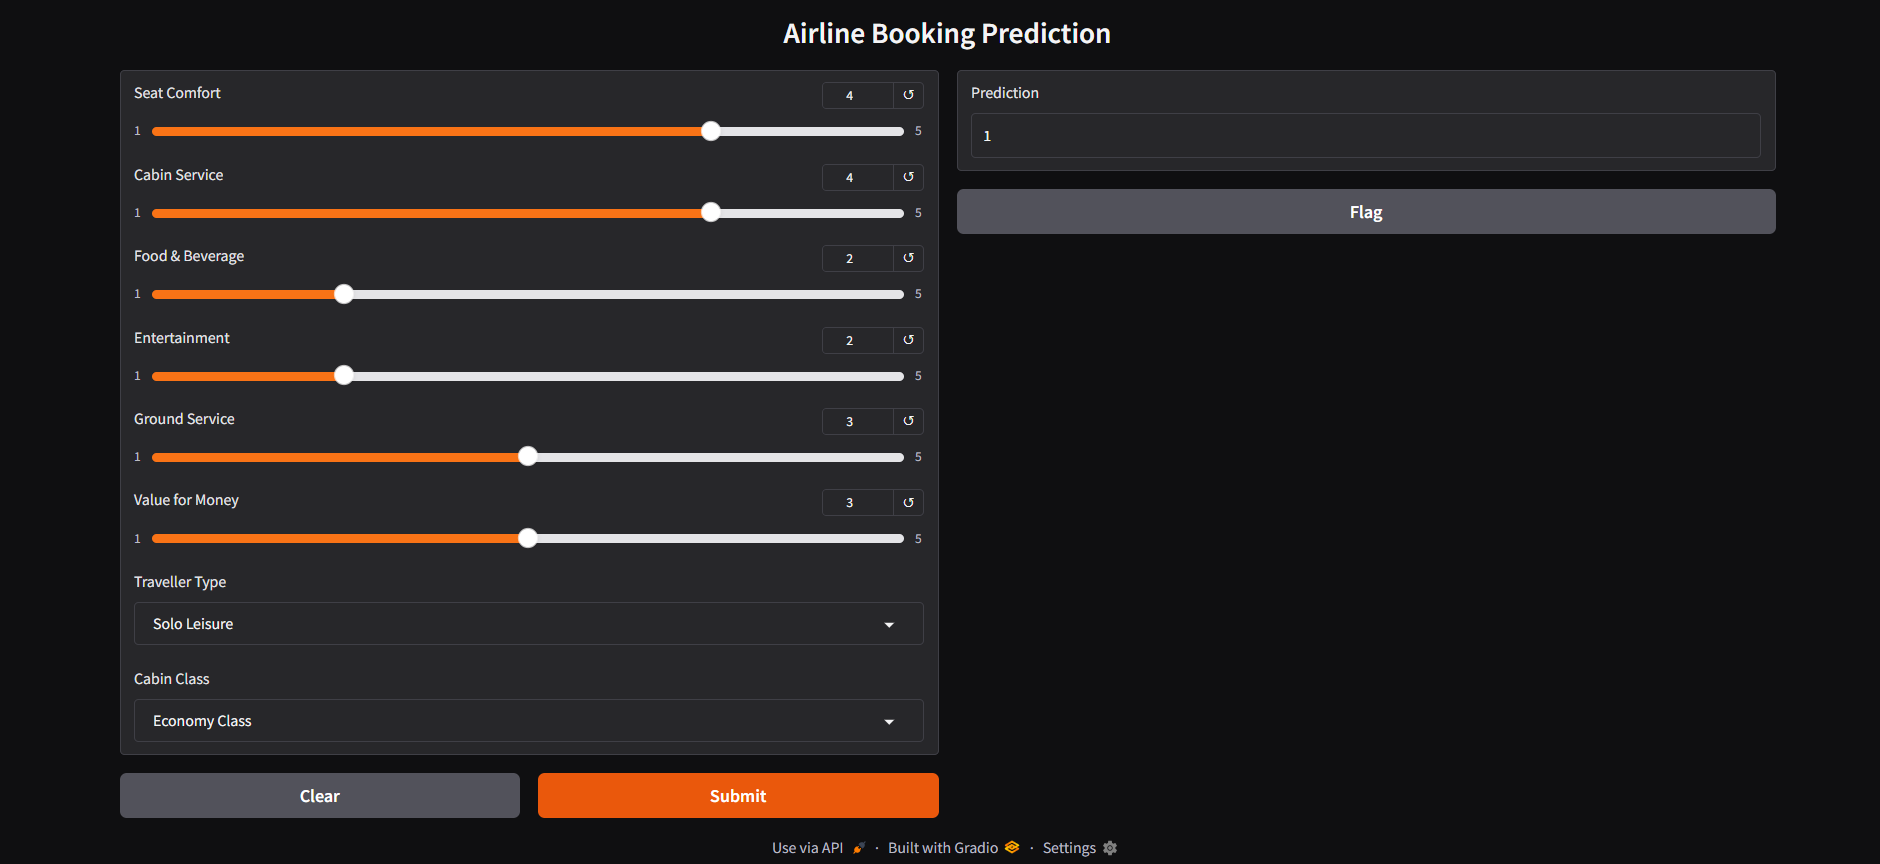 Airline Booking Prediction
Seat Comfort
4
1
5
Cabin Service
4
1
5
Food & Beverage
2
1
5
Entertainment
2
1
5
Ground Service
3
1
5
Value for Money
3
1
5
Traveller Type
Solo Leisure
Cabin Class
Economy Class
Clear
Submit
Prediction
1
Flag
Use via API · Built with Gradio · Settings